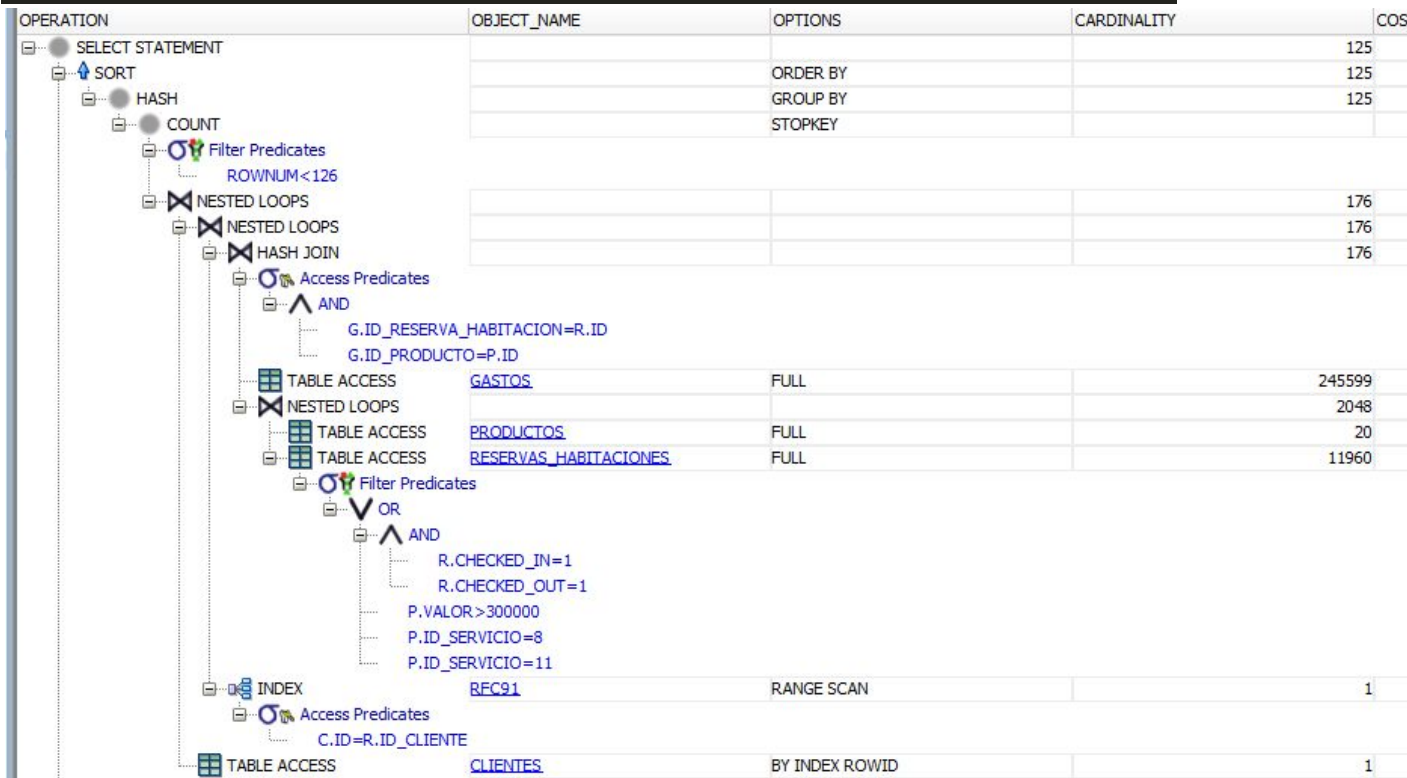 OPERATION OBJECT_NAME OPTIONS CARDINALITY COS
SELECT STATEMENT 125
SORT ORDER BY 125
HASH GROUP BY 125
COUNT STOPKEY
Filter Predicates
ROWNUM<126
NESTED LOOPS 176
NESTED LOOPS 176
HASH JOIN 176
Access Predicates
AND
G.ID_RESERVA_HABITACION=R.ID
G.ID_PRODUCTO=P.ID
TABLE ACCESS GASTOS FULL 245599
NESTED LOOPS 2048
TABLE ACCESS PRODUCTOS FULL 20
TABLE ACCESS RESERVAS_HABITACIONES FULL 11960
Filter Predicates
OR
AND
R.CHECKED_IN=1
R.CHECKED_OUT=1
P.VALOR>300000
P.ID_SERVICIO=8
P.ID_SERVICIO=11
INDEX RFC91 RANGE SCAN 1
Access Predicates
C.ID=R.ID_CLIENTE
TABLE ACCESS CLIENTES BY INDEX ROWID 1